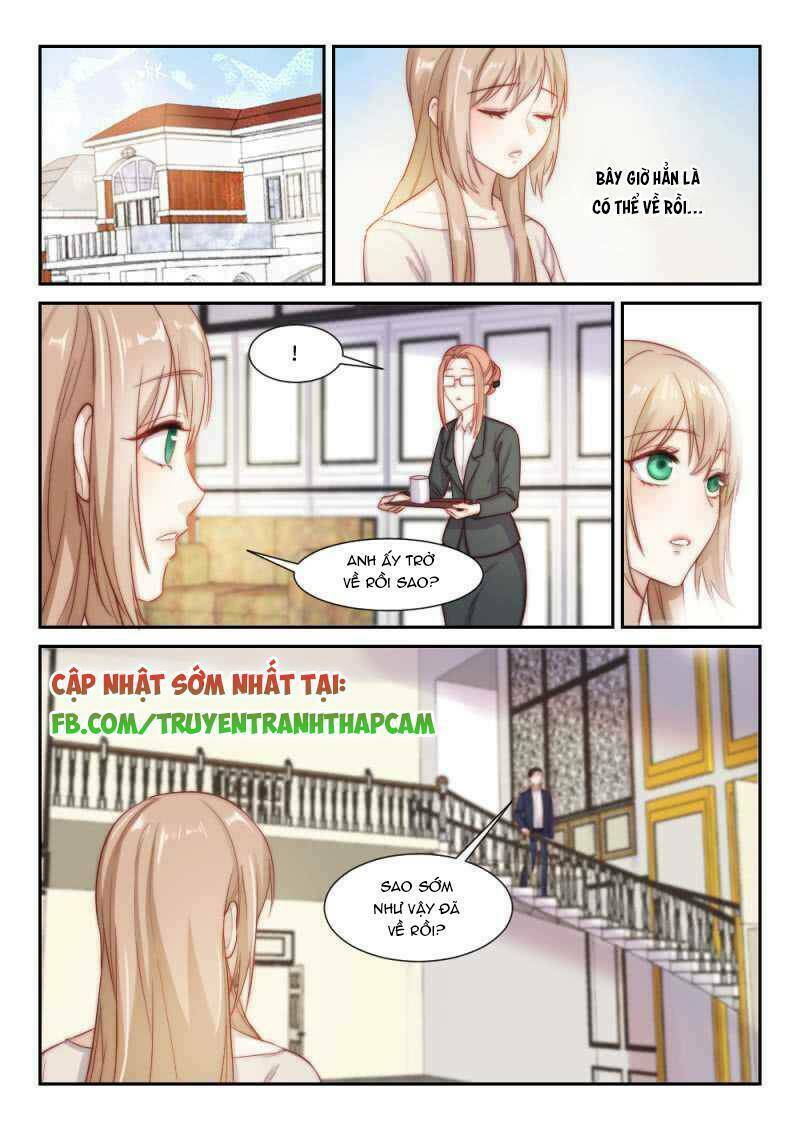 BÂY GIỜ HẲN LÀ
CÓ THỂ VỀ RỒI...
!
ANH ẤY TRỞ
VỀ RỒI SAO?
CẬP NHẬT SỚM NHẤT TẠI:
FB.COM/TRUYENTRANHTHAPCAM
SAO SỚM
NHƯ VẬY ĐÃ
VỀ RỒI?